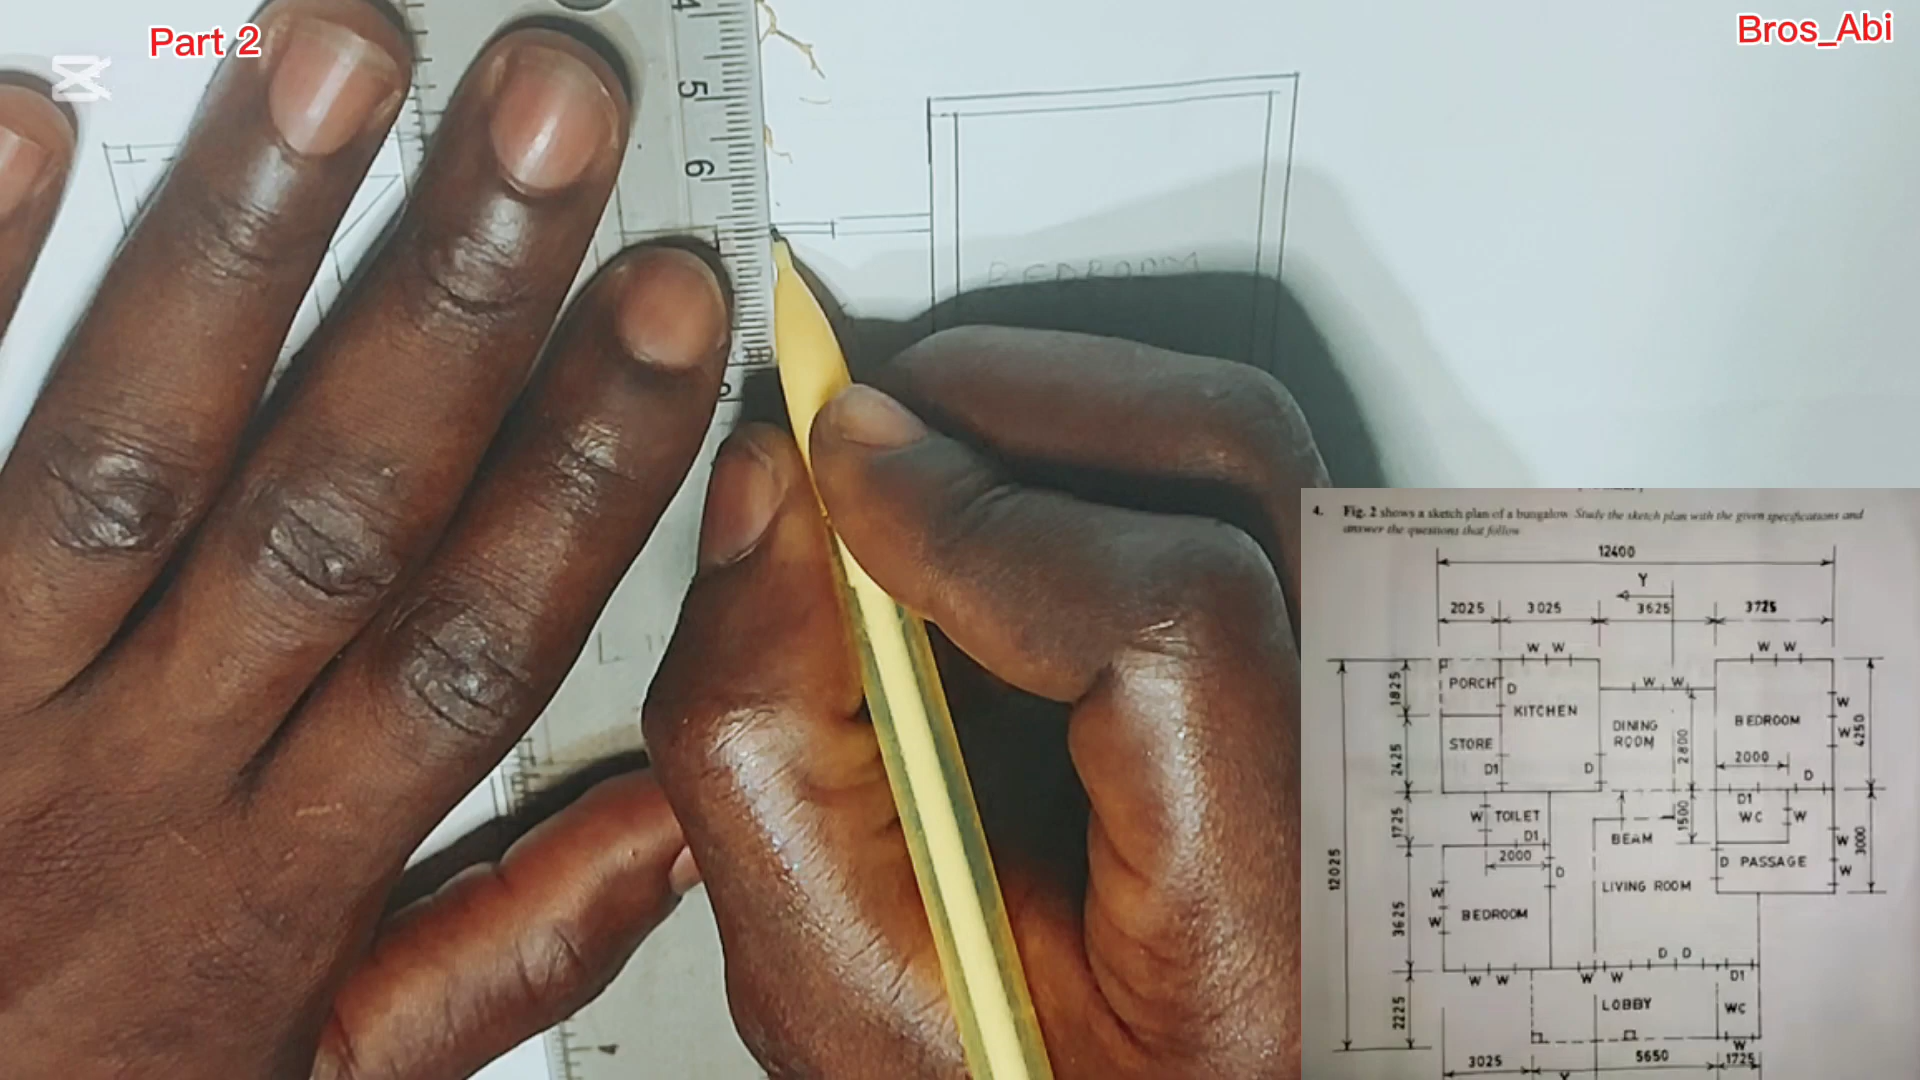 Part 2
Bros_Abi
4
5
6
BEDROOM
4. Fig. 2 shows a sketch plan of a bungalow. Study the sketch plan with the given specifications and
answer the questions that follow
12400
Y
2025 3025 3625 3725
W W W W
PORCH D W W
1825 KITCHEN DINING BEDROOM W
STORE ROOM 2800 W 4250
2425 D1 D 2000 D
W TOILET D1
1725 D1 BEAM 1500 WC W
2000 D W 3000
12025 D PASSAGE W
W LIVING ROOM
3625 W BEDROOM
D D
W W W W D1
2225 LOBBY WC
W
3025 5650 1725